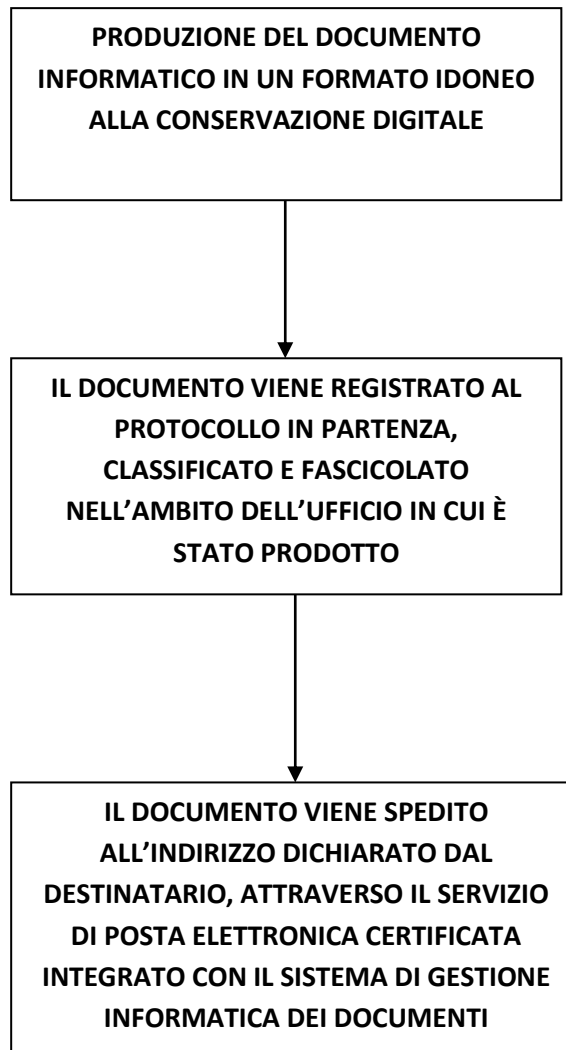 PRODUZIONE DEL DOCUMENTO
INFORMATICO IN UN FORMATO IDONEO
ALLA CONSERVAZIONE DIGITALE
IL DOCUMENTO VIENE REGISTRATO AL
PROTOCOLLO IN PARTENZA,
CLASSIFICATO E FASCICOLATO
NELL’AMBITO DELL’UFFICIO IN CUI È
STATO PRODOTTO
IL DOCUMENTO VIENE SPEDITO
ALL’INDIRIZZO DICHIARATO DAL
DESTINATARIO, ATTRAVERSO IL SERVIZIO
DI POSTA ELETTRONICA CERTIFICATA
INTEGRATO CON IL SISTEMA DI GESTIONE
INFORMATICA DEI DOCUMENTI